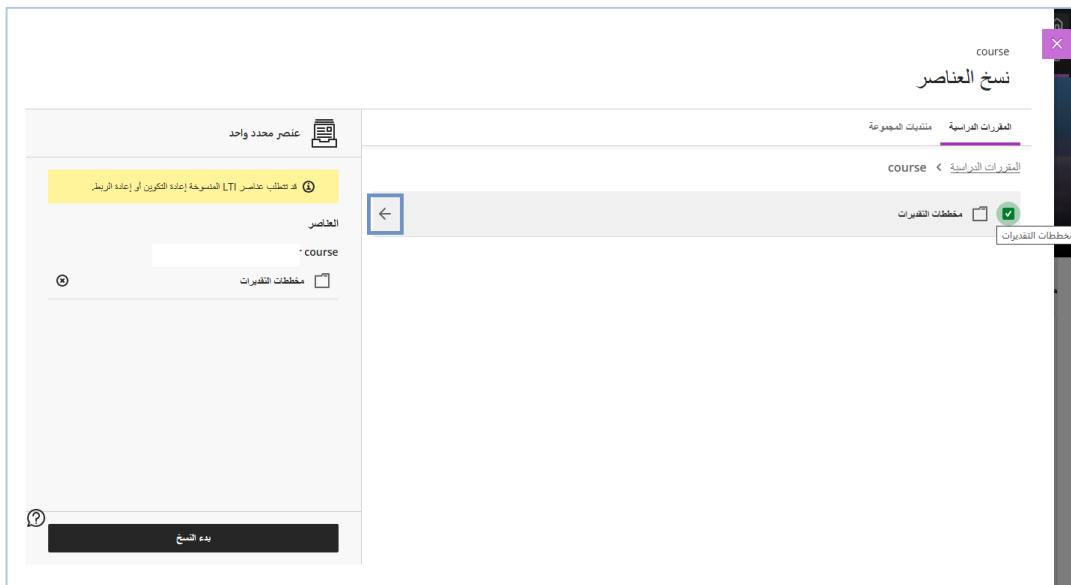 course
نسخ العناصر
المقررات الدراسية
منتديات المجموعة
المقررات الدراسية > course
مخططات التقديرات
مخططات التقديرات
عنصر محدد واحد
قد تتطلب عناصر LTI المنسوخة إعادة التكوين أو إعادة الربط.
العناصر
course
مخططات التقديرات
بدء النسخ